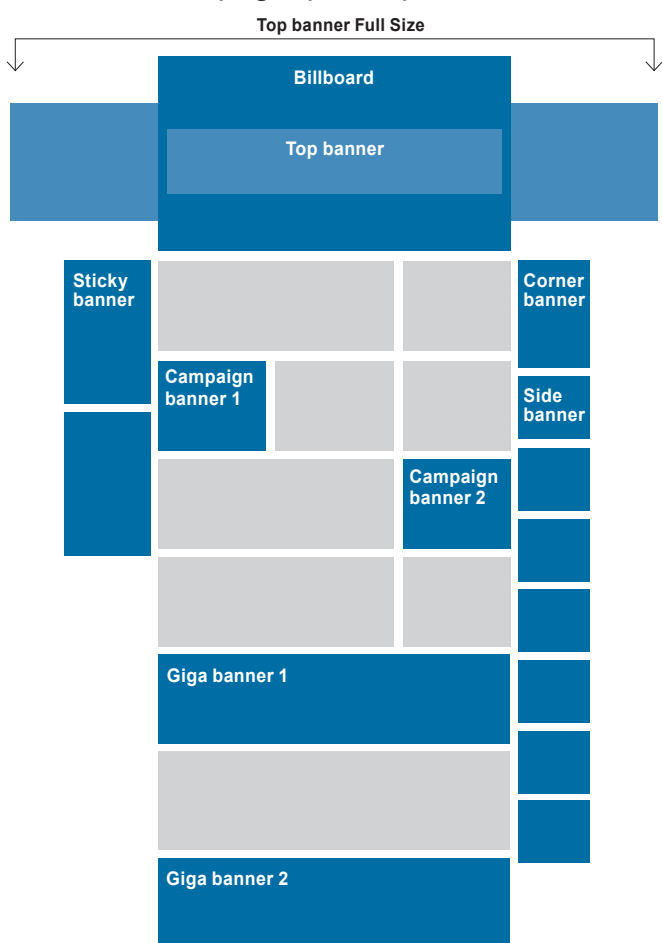 Top banner Full Size
Billboard
Top banner
Sticky
banner
Corner
banner
Campaign
banner 1
Side
banner
Campaign
banner 2
Giga banner 1
Giga banner 2